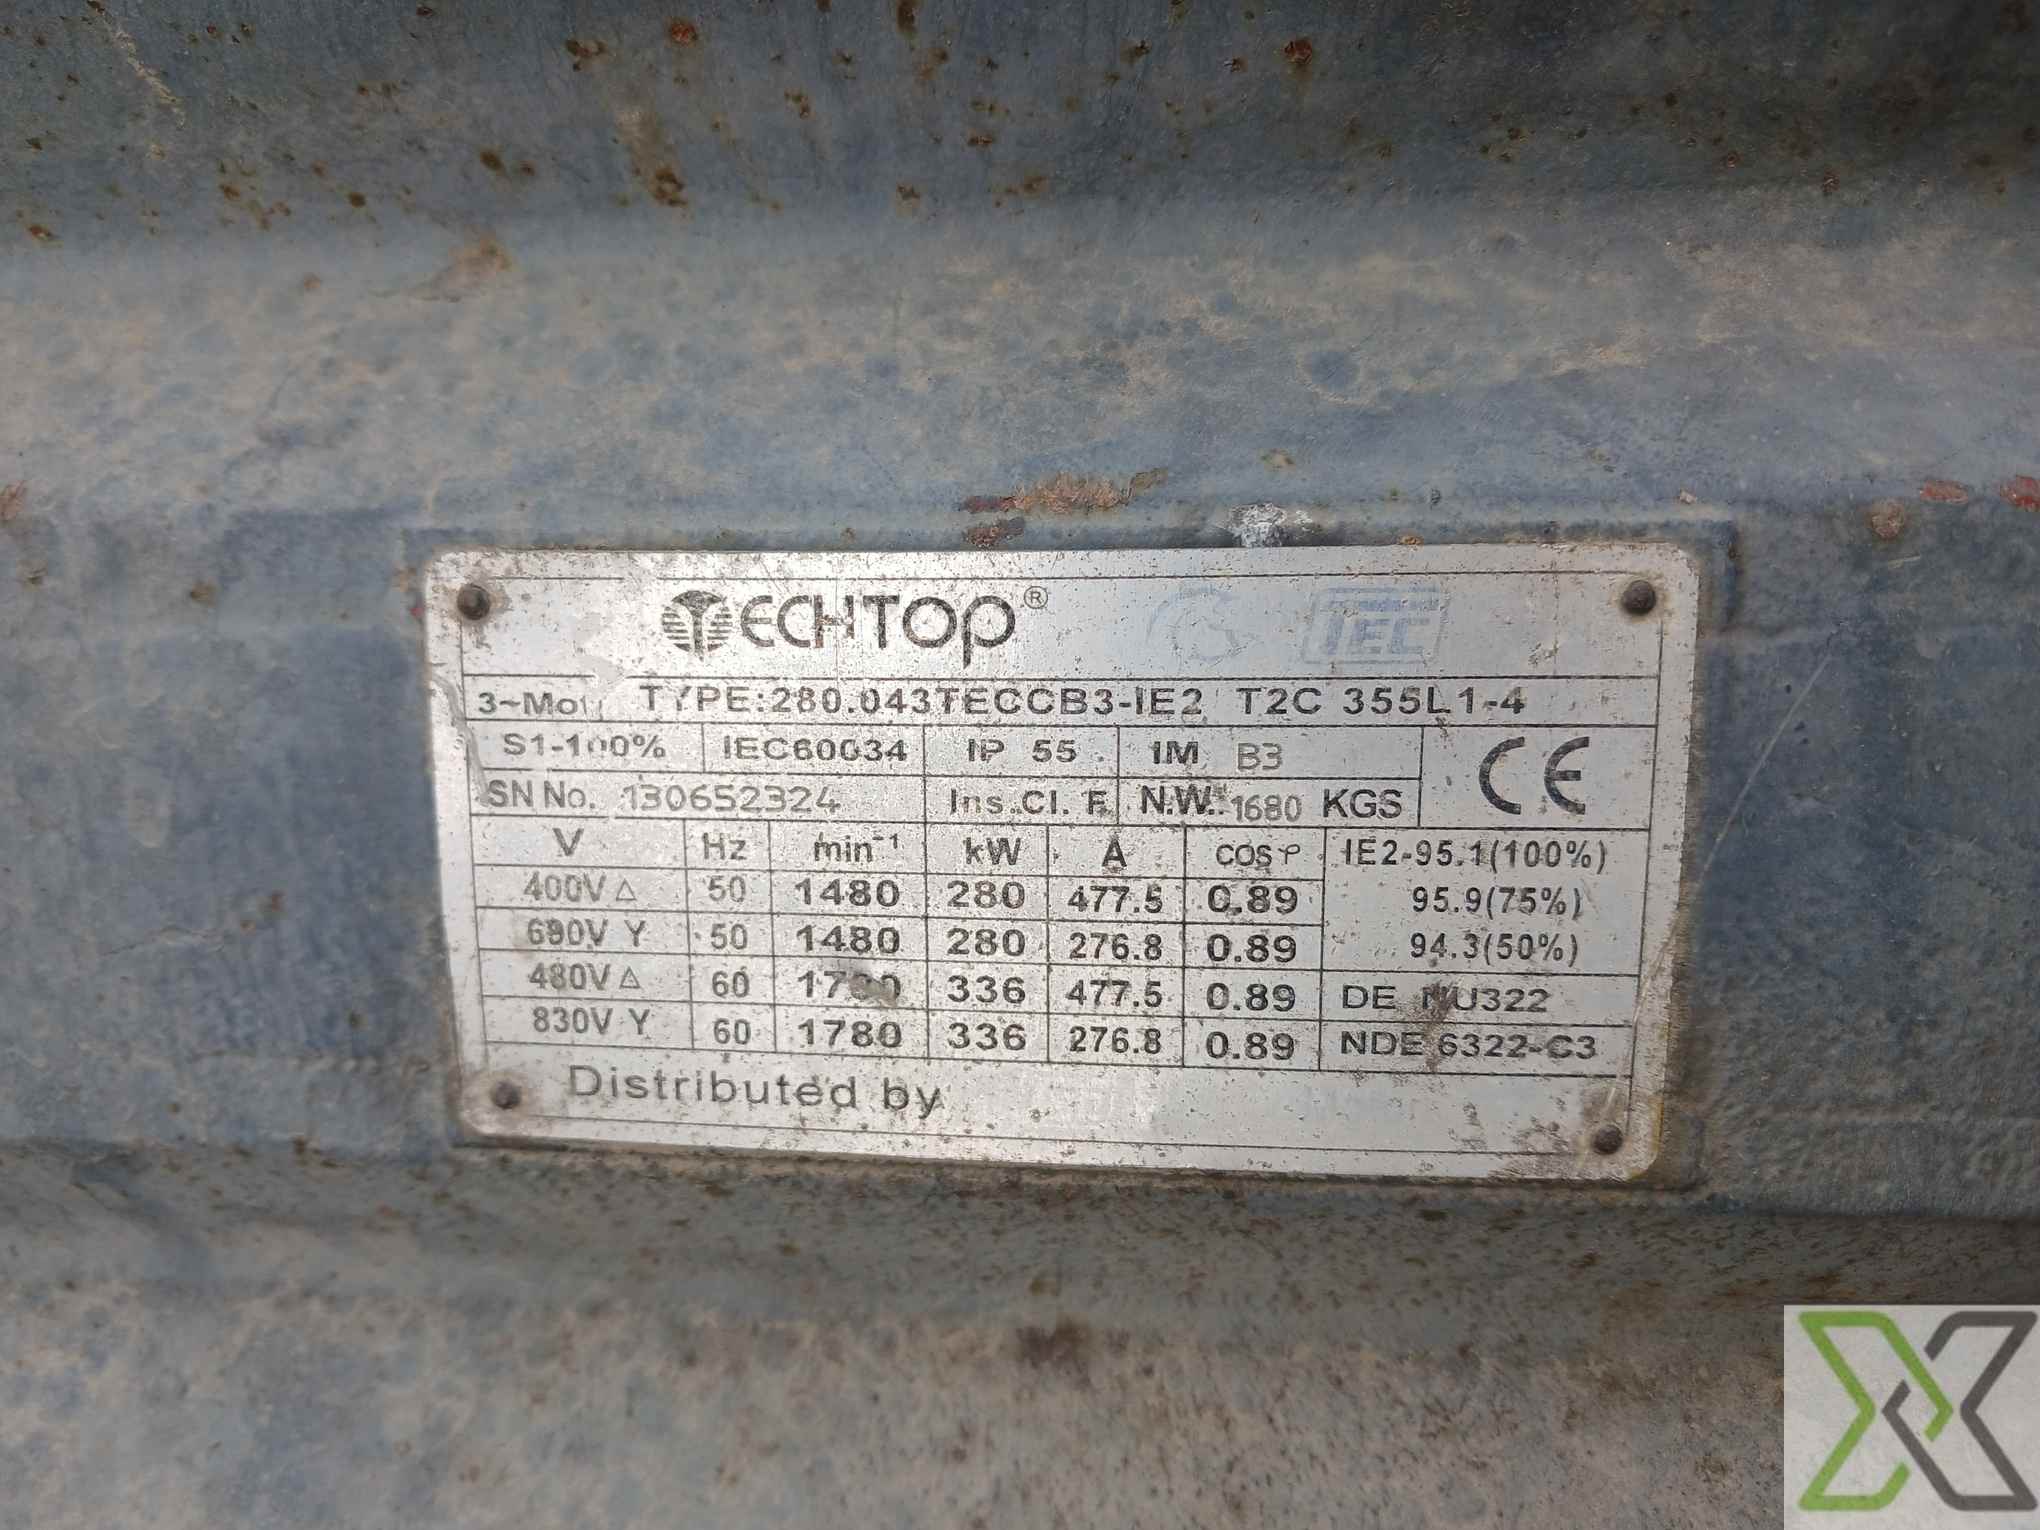 TECHTOP®
IEC
3~Mot TYPE:280.043TECCB3-IE2 T2C 355L1-4
S1-100% IEC60034 IP 55 IM B3 CE
SN No. 130652324 Ins.Cl. F N.W. 1680 KGS
V Hz min⁻¹ kW A cosφ IE2-95.1(100%)
400V △ 50 1480 280 477.5 0.89 95.9(75%)
690V Y 50 1480 280 276.8 0.89 94.3(50%)
480V △ 60 336 477.5 0.89 DE NU322
830V Y 60 1780 336 276.8 0.89 NDE 6322-C3
Distributed by